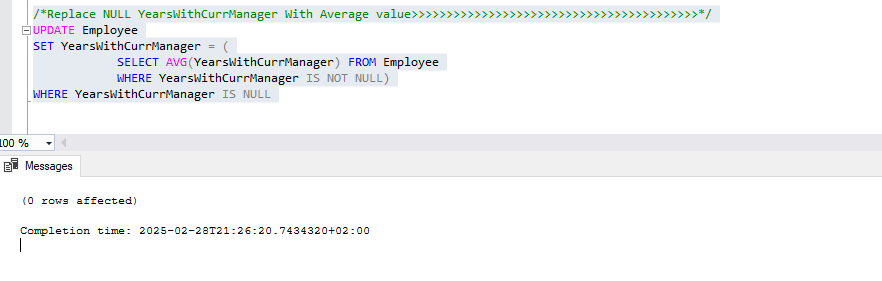 /*Replace NULL YearsWithCurrManager With Average value>>>>>>>>>>>>>>>>>>>>>>>>>>>>>>>>>>>>>>>>>*/
UPDATE Employee
SET YearsWithCurrManager = (
SELECT AVG(YearsWithCurrManager) FROM Employee
WHERE YearsWithCurrManager IS NOT NULL)
WHERE YearsWithCurrManager IS NULL
100 %
Messages
(0 rows affected)
Completion time: 2025-02-28T21:26:20.7434320+02:00